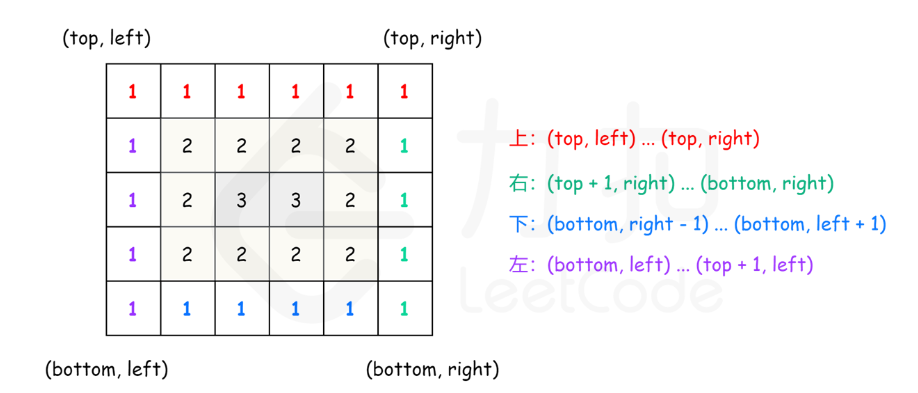 (top, left) (top, right)
1 1 1 1 1 1
1 2 2 2 2 1
1 2 3 3 2 1
1 2 2 2 2 1
1 1 1 1 1 1
(bottom, left) (bottom, right)
上：(top, left) ... (top, right)
右：(top + 1, right) ... (bottom, right)
下：(bottom, right - 1) ... (bottom, left + 1)
左：(bottom, left) ... (top + 1, left)
力扣
LeetCode